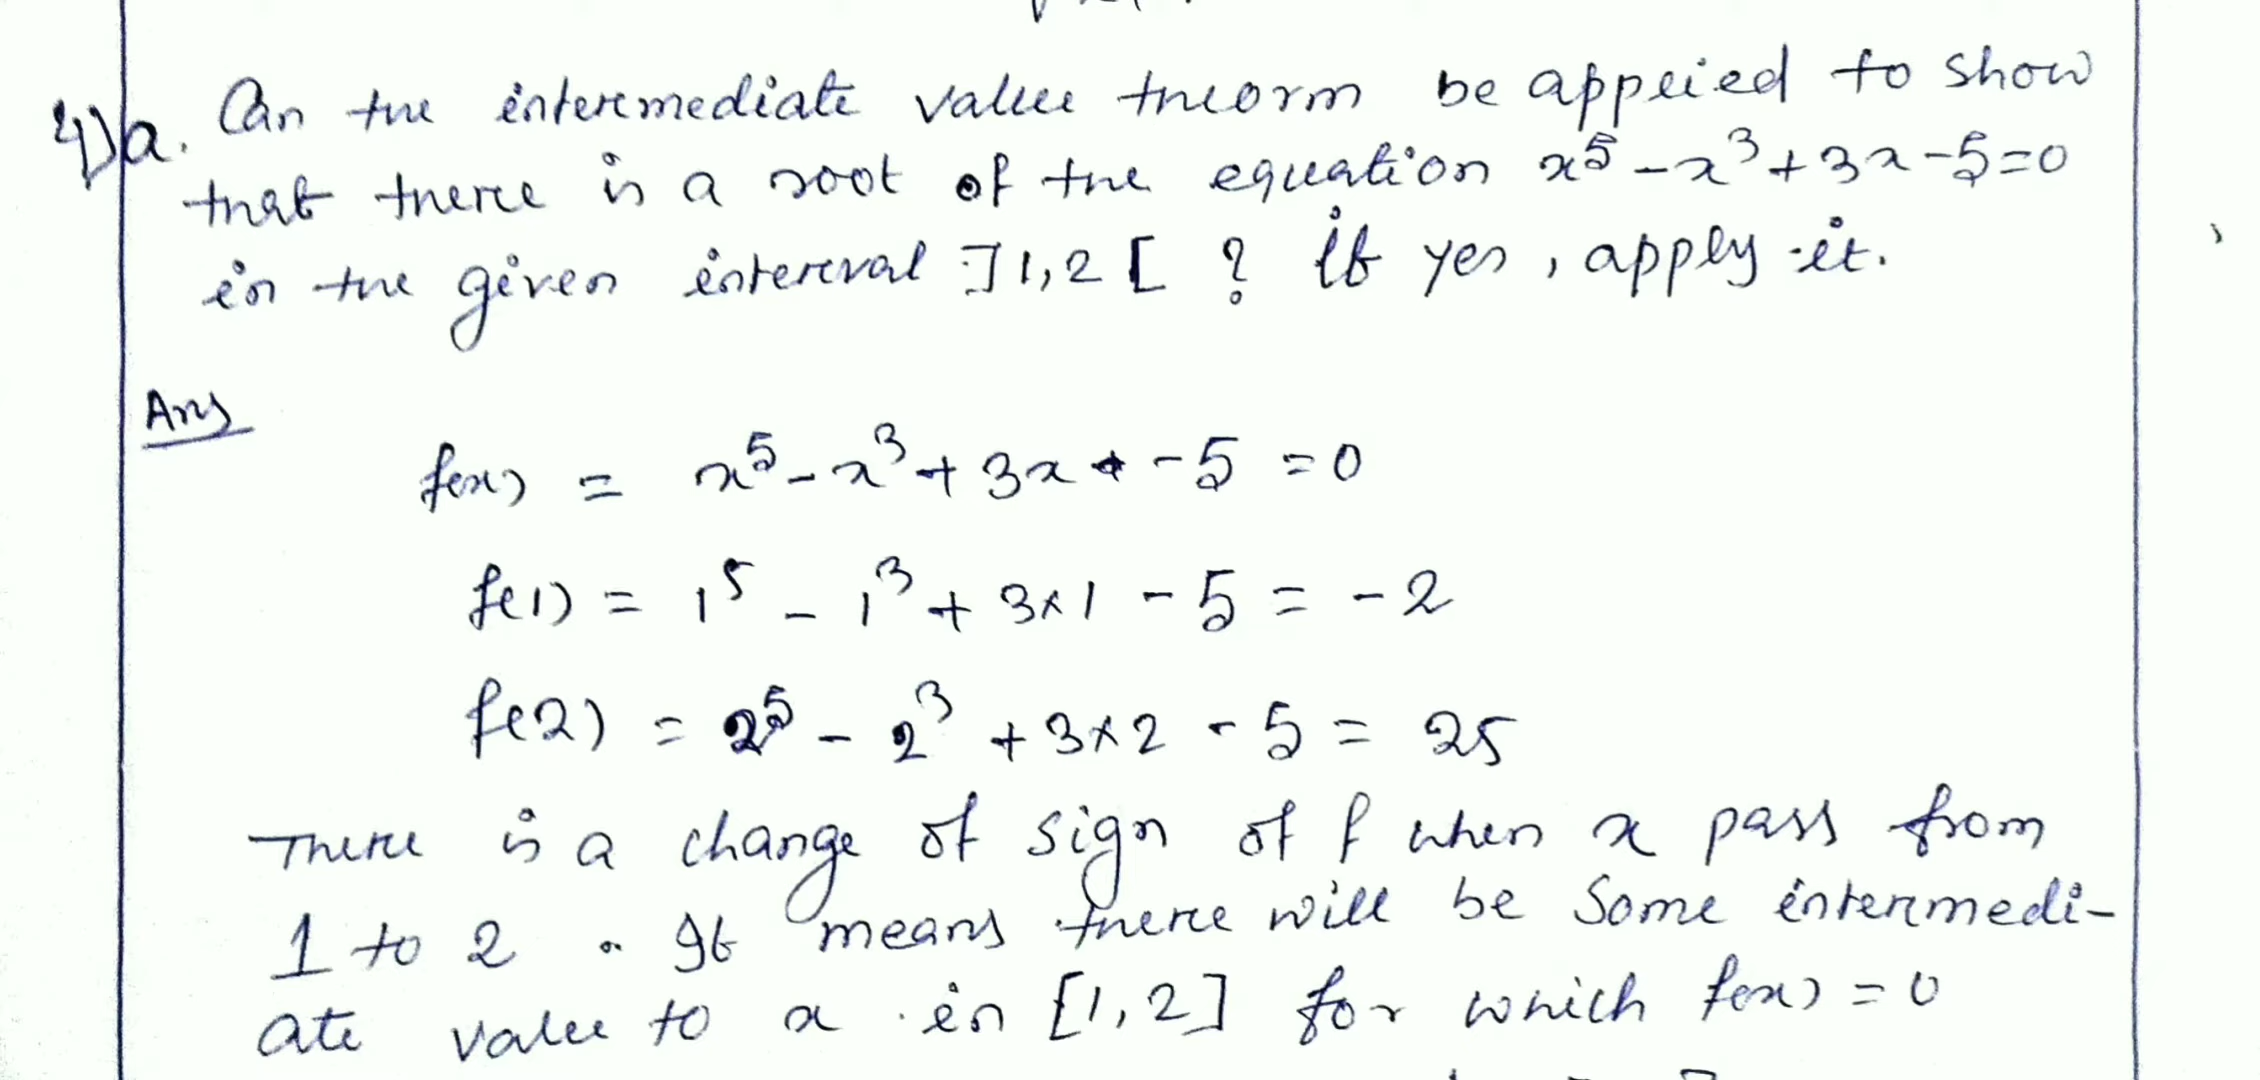 4)a. Can the interemediate value theorm be appeied to show
that there is a root of the equation x⁵ - x³ + 3x - 5 = 0
in the given interval ]1,2[ ? If yes, apply it.
Ans
f(x) = x⁵ - x³ + 3x - 5 = 0
f(1) = 1⁵ - 1³ + 3×1 - 5 = -2
f(2) = 2⁵ - 2³ + 3×2 - 5 = 25
There is a change of sign of f when x pass from
1 to 2. It means there will be some intermedi-
ate value to x in [1,2] for which f(x) = 0